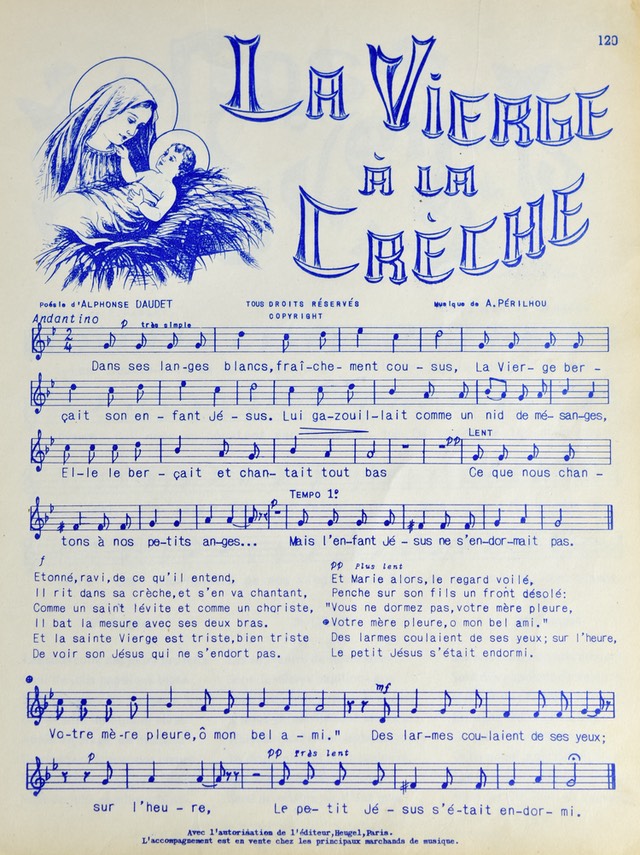 120
LA VIERGE
À LA
CRÈCHE
Poésie d'ALPHONSE DAUDET
TOUS DROITS RÉSERVÉS
COPYRIGHT
Musique de A. PÉRILHOU
Andantino
p très simple
2
4
Dans ses lan-ges blancs, fraî-che- ment cou - sus, La Vier- ge ber -
çait son en - fant Jé - sus. Lui ga-zouil-lait comme un nid de mé-san-ges,
pp LENT
El-le le ber - çait et chan- tait tout bas Ce que nous chan -
TEMPO 1º
p
tons à nos pe-tits an-ges... Mais l'en-fant Jé - sus ne s'en-dor-mait pas.
f
Etonné, ravi, de ce qu'il entend,
Il rit dans sa crèche, et s'en va chantant,
Comme un saint lévite et comme un choriste,
Il bat la mesure avec ses deux bras.
Et la sainte Vierge est triste, bien triste
De voir son Jésus qui ne s'endort pas.
pp Plus lent
Et Marie alors, le regard voilé,
Penche sur son fils un front désolé:
"Vous ne dormez pas, votre mère pleure,
Votre mère pleure, o mon bel ami."
Des larmes coulaient de ses yeux; sur l'heure,
Le petit Jésus s'était endormi.
mf
Vo-tre mè-re pleure, ô mon bel a - mi." Des lar-mes cou-laient de ses yeux;
p pp très lent
sur l'heu - re, Le pe- tit Jé - sus s'é-tait en-dor- mi.
Avec l'autorisation de l'éditeur, Heugel, Paris.
L'accompagnement est en vente chez les principaux marchands de musique.